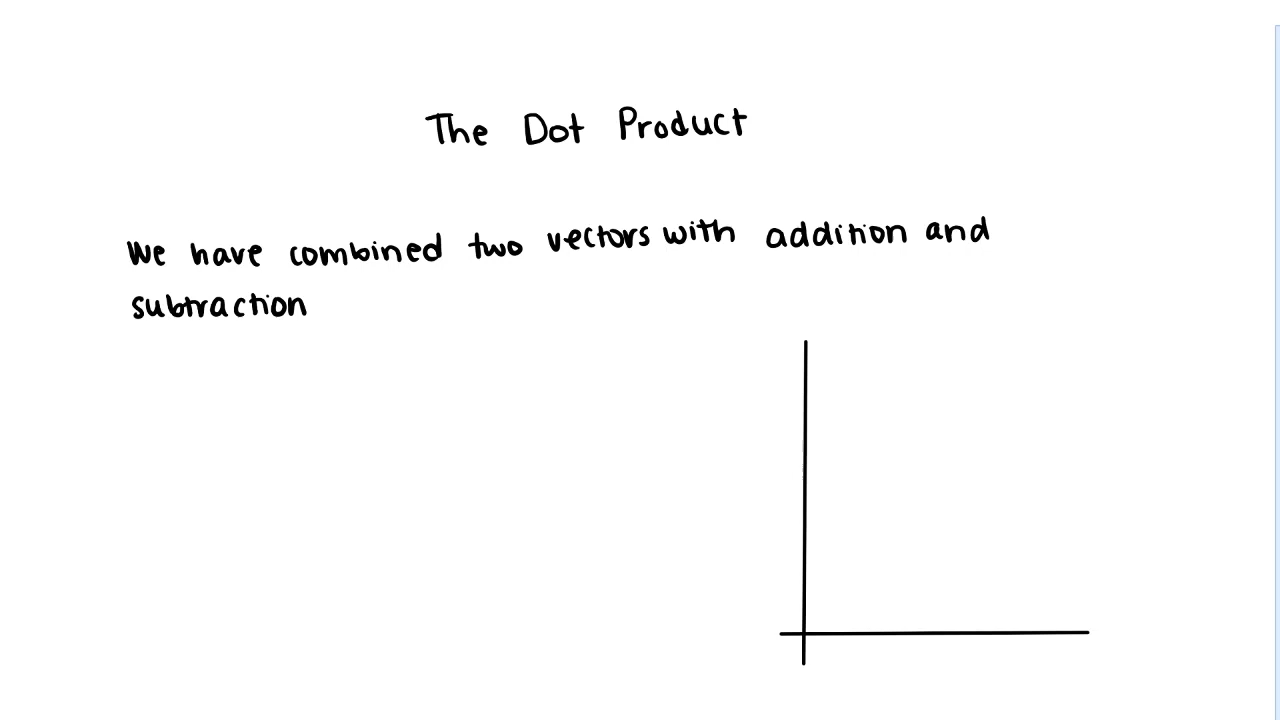 The Dot Product
We have combined two vectors with addition and
subtraction